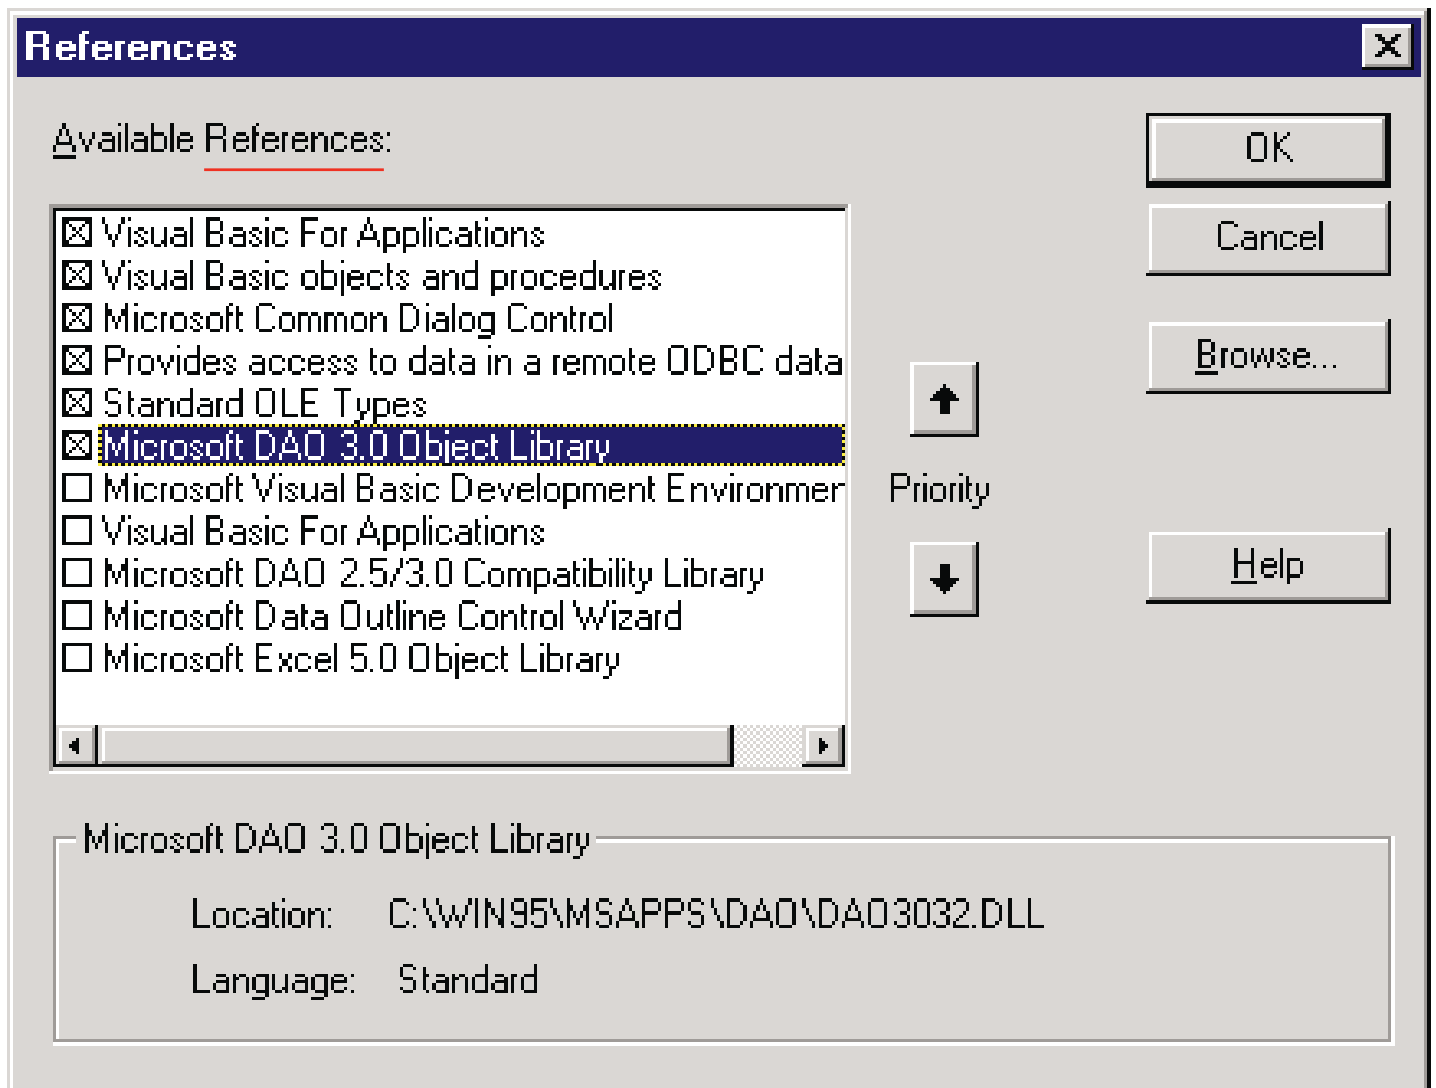 References
Available References:
Visual Basic For Applications
Visual Basic objects and procedures
Microsoft Common Dialog Control
Provides access to data in a remote ODBC data
Standard OLE Types
Microsoft DAO 3.0 Object Library
Microsoft Visual Basic Development Environmer
Visual Basic For Applications
Microsoft DAO 2.5/3.0 Compatibility Library
Microsoft Data Outline Control Wizard
Microsoft Excel 5.0 Object Library
Priority
OK
Cancel
Browse...
Help
Microsoft DAO 3.0 Object Library
Location: C:\WIN95\MSAPPS\DAO\DAO3032.DLL
Language: Standard